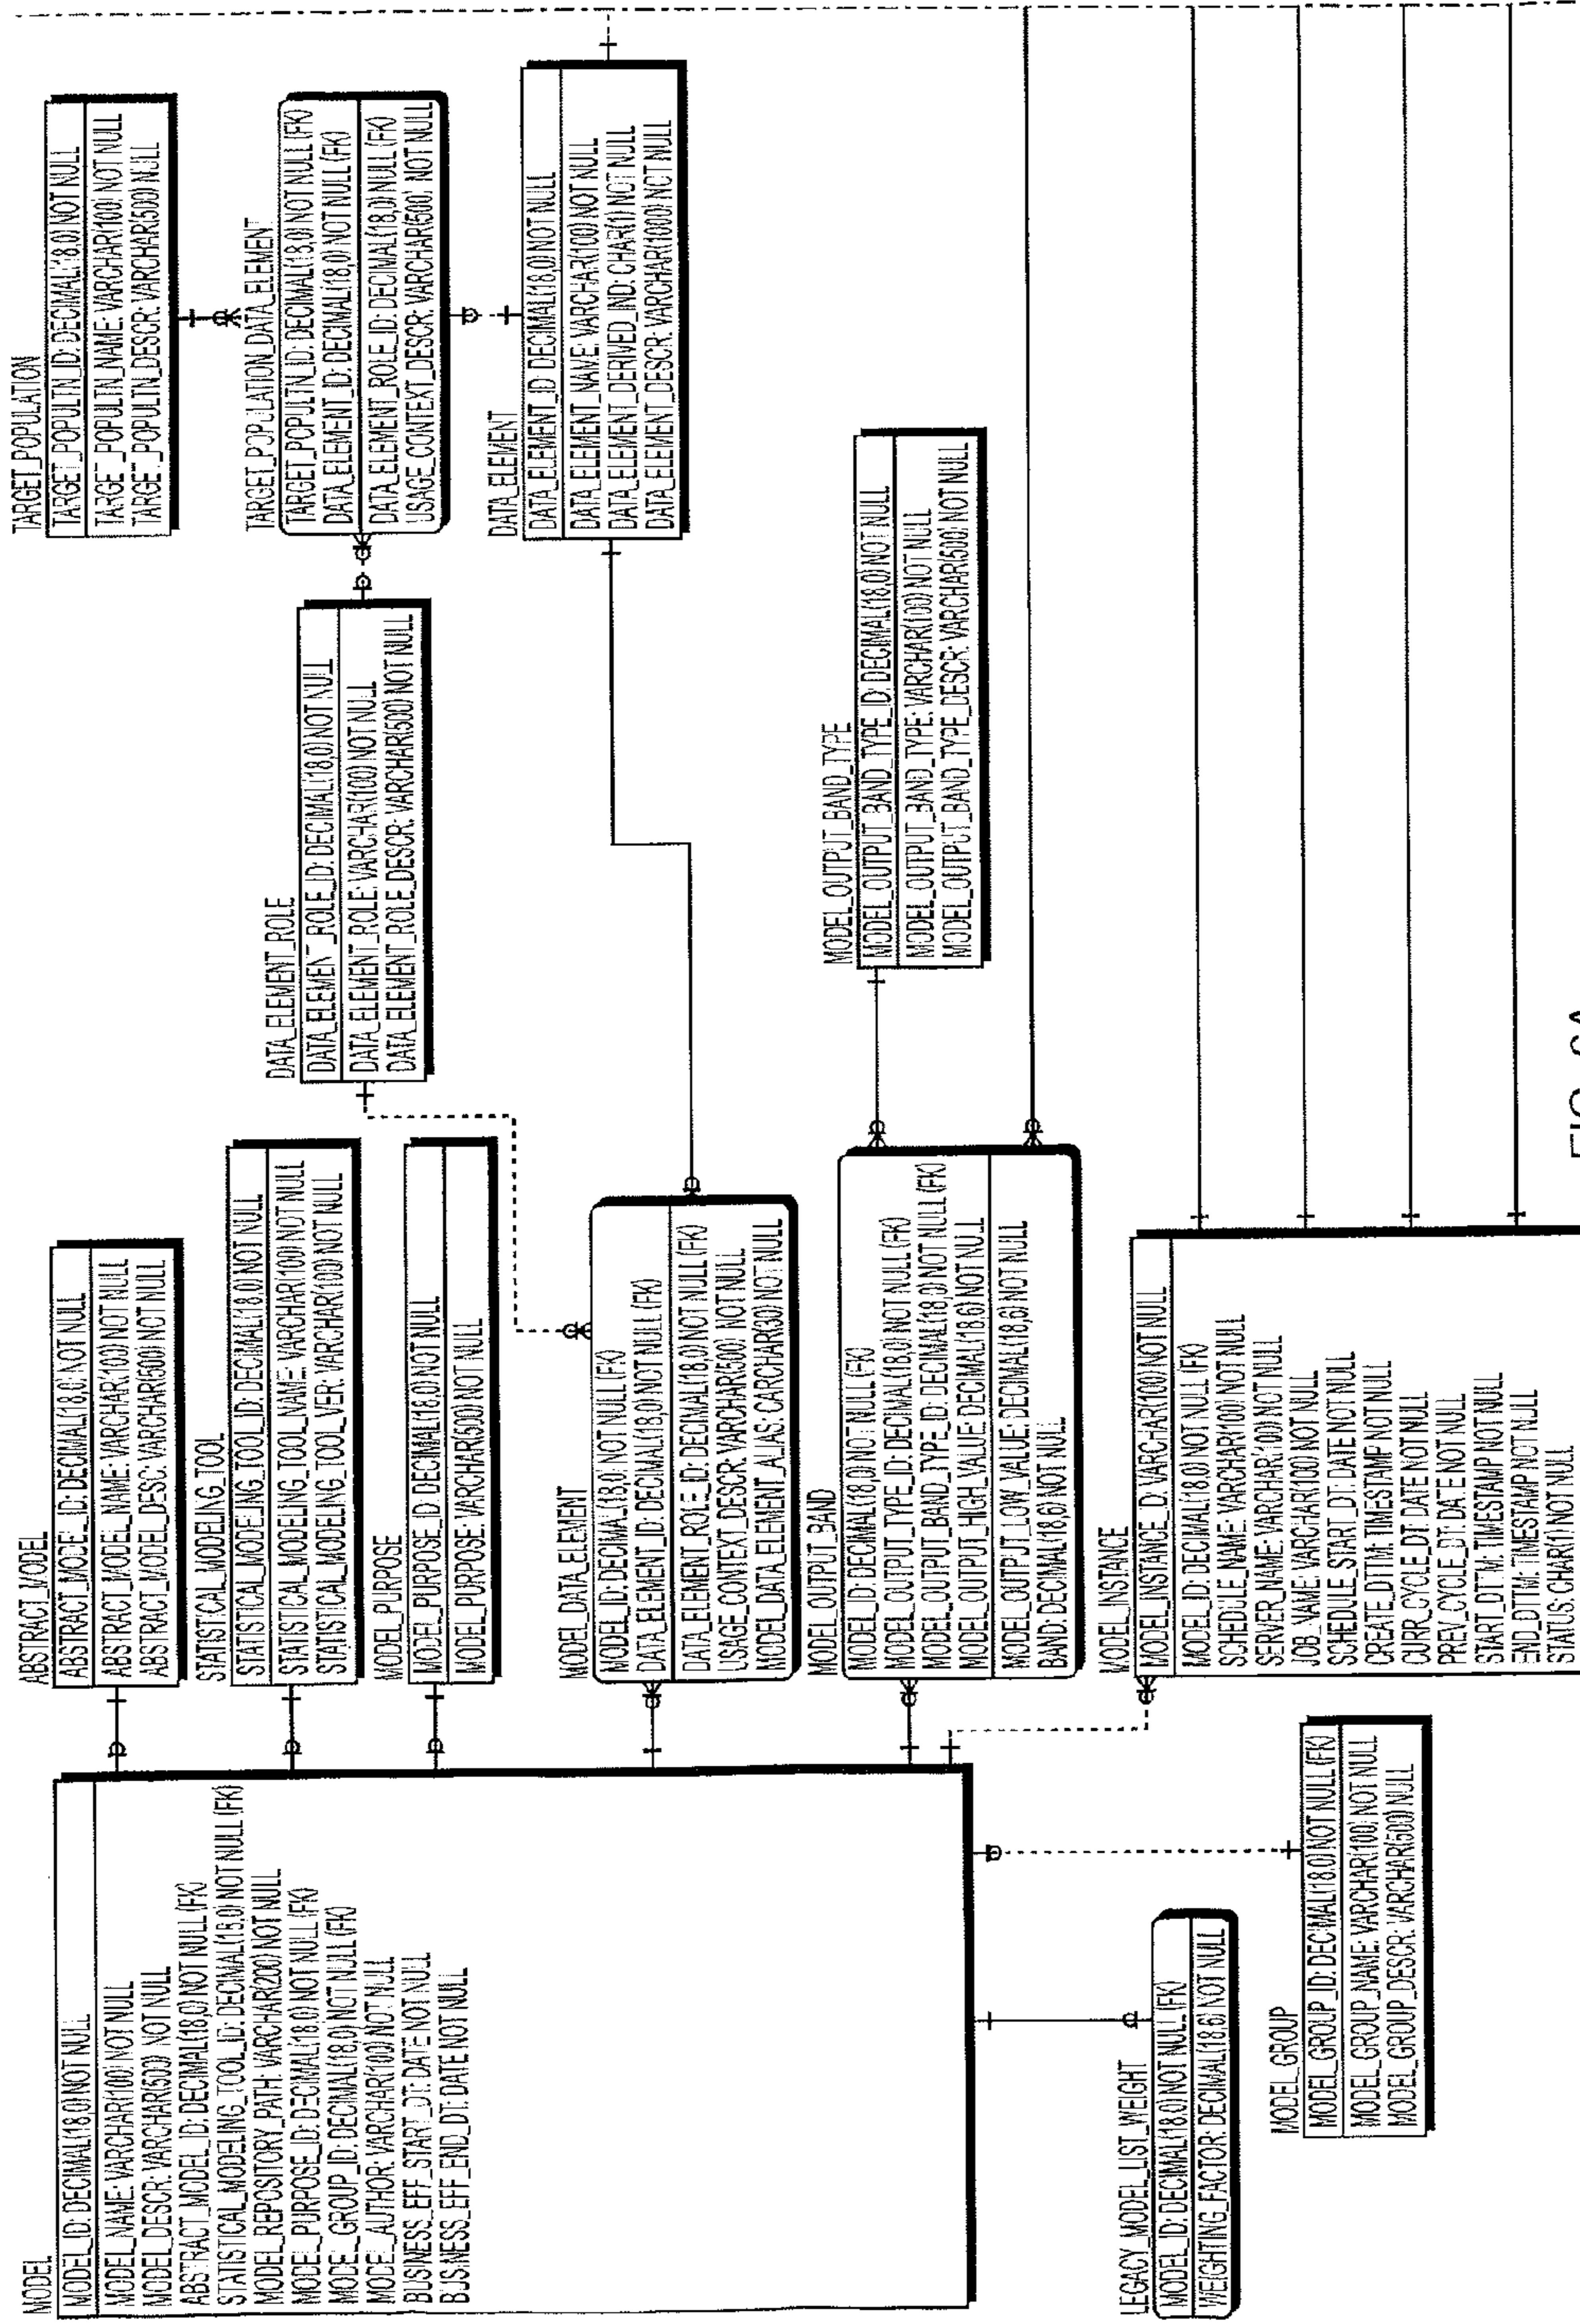 MODEL
MODEL_ID: DECIMAL(18,0) NOT NULL
MODEL_NAME: VARCHAR(100) NOT NULL
MODEL_DESCR: VARCHAR(500) NOT NULL
ABSTRACT_MODEL_ID: DECIMAL(18,0) NOT NULL (FK)
STATISTICAL_MODELING_TOOL_ID: DECIMAL(18,0) NOT NULL (FK)
MODEL_REPOSITORY_PATH: VARCHAR(200) NOT NULL
MODEL_PURPOSE_ID: DECIMAL(18,0) NOT NULL (FK)
MODEL_GROUP_ID: DECIMAL(18,0) NOT NULL (FK)
MODEL_AUTHOR: VARCHAR(100) NOT NULL
BUSINESS_EFF_START_DT: DATE NOT NULL
BUSINESS_EFF_END_DT: DATE NOT NULL
LEGACY_MODEL_LIST_WEIGHT
MODEL_ID: DECIMAL(18,0) NOT NULL (FK)
WEIGHTING_FACTOR: DECIMAL(18,6) NOT NULL
MODEL_GROUP
MODEL_GROUP_ID: DECIMAL(18,0) NOT NULL (FK)
MODEL_GROUP_NAME: VARCHAR(100) NOT NULL
MODEL_GROUP_DESCR: VARCHAR(500) NULL
ABSTRACT_MODEL
ABSTRACT_MODEL_ID: DECIMAL(18,0) NOT NULL
ABSTRACT_MODEL_NAME: VARCHAR(100) NOT NULL
ABSTRACT_MODEL_DESC: VARCHAR(500) NOT NULL
STATISTICAL_MODELING_TOOL
STATISTICAL_MODELING_TOOL_ID: DECIMAL(18,0) NOT NULL
STATISTICAL_MODELING_TOOL_NAME: VARCHAR(100) NOT NULL
STATISTICAL_MODELING_TOOL_VER: VARCHAR(100) NOT NULL
MODEL_PURPOSE
MODEL_PURPOSE_ID DECIMAL(18,0) NOT NULL
MODEL_PURPOSE: VARCHAR(500) NOT NULL
MODEL_DATA_ELEMENT
MODEL_ID: DECIMAL(18,0) NOT NULL (FK)
DATA_ELEMENT_ID: DECIMAL(18,0) NOT NULL (FK)
DATA_ELEMENT_ROLE_ID: DECIMAL(18,0) NOT NULL (FK)
USAGE_CONTEXT_DESCR: VARCHAR(500) NOT NULL
MODEL_DATA_ELEMENT_ALIAS: CARCHAR(30) NOT NULL
MODEL_OUTPUT_BAND
MODEL_ID: DECIMAL(18,0) NOT NULL (FK)
MODEL_OUTPUT_TYPE_ID: DECIMAL(18,0) NOT NULL (FK)
MODEL_OUTPUT_BAND_TYPE_ID: DECIMAL(18,0) NOT NULL (FK)
MODEL_OUTPUT_HIGH_VALUE: DECIMAL(18,6) NOT NULL
MODEL_OUTPUT_LOW_VALUE: DECIMAL(18,6) NOT NULL
BAND: DECIMAL(18,6) NOT NULL
MODEL_INSTANCE
MODEL_INSTANCE_ID: VARCHAR(100) NOT NULL
MODEL_ID: DECIMAL(18,0) NOT NULL (FK)
SCHEDULE_NAME: VARCHAR(100) NOT NULL
SERVER_NAME: VARCHAR(100) NOT NULL
JOB_NAME: VARCHAR(100) NOT NULL
SCHEDULE_START_DT: DATE NOT NULL
CREATE_DTTM: TIMESTAMP NOT NULL
CURR_CYCLE_DT: DATE NOT NULL
PREV_CYCLE_DT: DATE NOT NULL
START_DTTM: TIMESTAMP NOT NULL
END_DTTM: TIMESTAMP NOT NULL
STATUS: CHAR(1) NOT NULL
DATA_ELEMENT_ROLE
DATA_ELEMENT_ROLE_ID: DECIMAL(18,0) NOT NULL
DATA_ELEMENT_ROLE: VARCHAR(100) NOT NULL
DATA_ELEMENT_ROLE_DESCR: VARCHAR(500) NOT NULL
MODEL_OUTPUT_BAND_TYPE
MODEL_OUTPUT_BAND_TYPE_ID: DECIMAL(18,0) NOT NULL
MODEL_OUTPUT_BAND_TYPE: VARCHAR(100) NOT NULL
MODEL_OUTPUT_BAND_TYPE_DESCR: VARCHAR(500) NOT NULL
TARGET_POPULATION
TARGET_POPULTN_ID: DECIMAL(18,0) NOT NULL
TARGET_POPULTN_NAME: VARCHAR(100) NOT NULL
TARGET_POPULTN_DESCR: VARCHAR(500) NULL
TARGET_POPULATION_DATA_ELEMENT
TARGET_POPULTN_ID: DECIMAL(18,0) NOT NULL (FK)
DATA_ELEMENT_ID: DECIMAL(18,0) NOT NULL (FK)
DATA_ELEMENT_ROLE_ID: DECIMAL(18,0) NULL (FK)
USAGE_CONTEXT_DESCR: VARCHAR(500) NOT NULL
DATA_ELEMENT
DATA_ELEMENT_ID: DECIMAL(18,0) NOT NULL
DATA_ELEMENT_NAME: VARCHAR(100) NOT NULL
DATA_ELEMENT_DERIVED_IND: CHAR(1) NOT NULL
DATA_ELEMENT_DESCR: VARCHAR(1000) NOT NULL
FIG. 6A